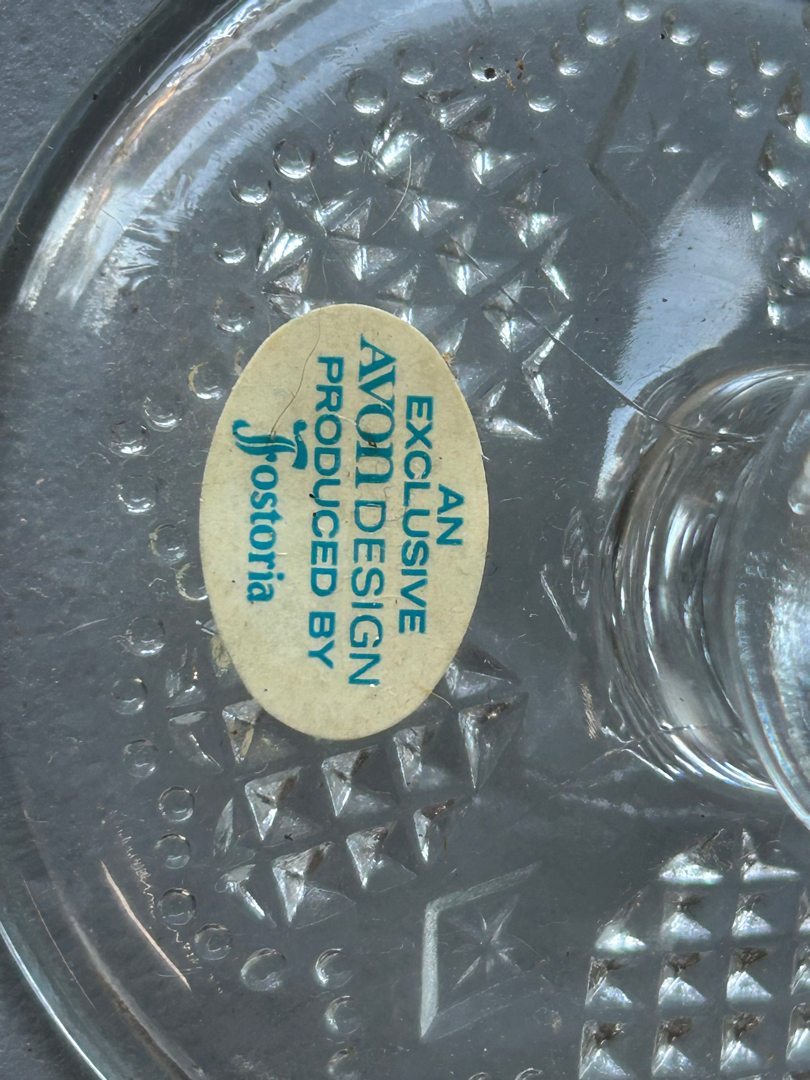 AN
EXCLUSIVE
AVON DESIGN
PRODUCED BY
Fostoria